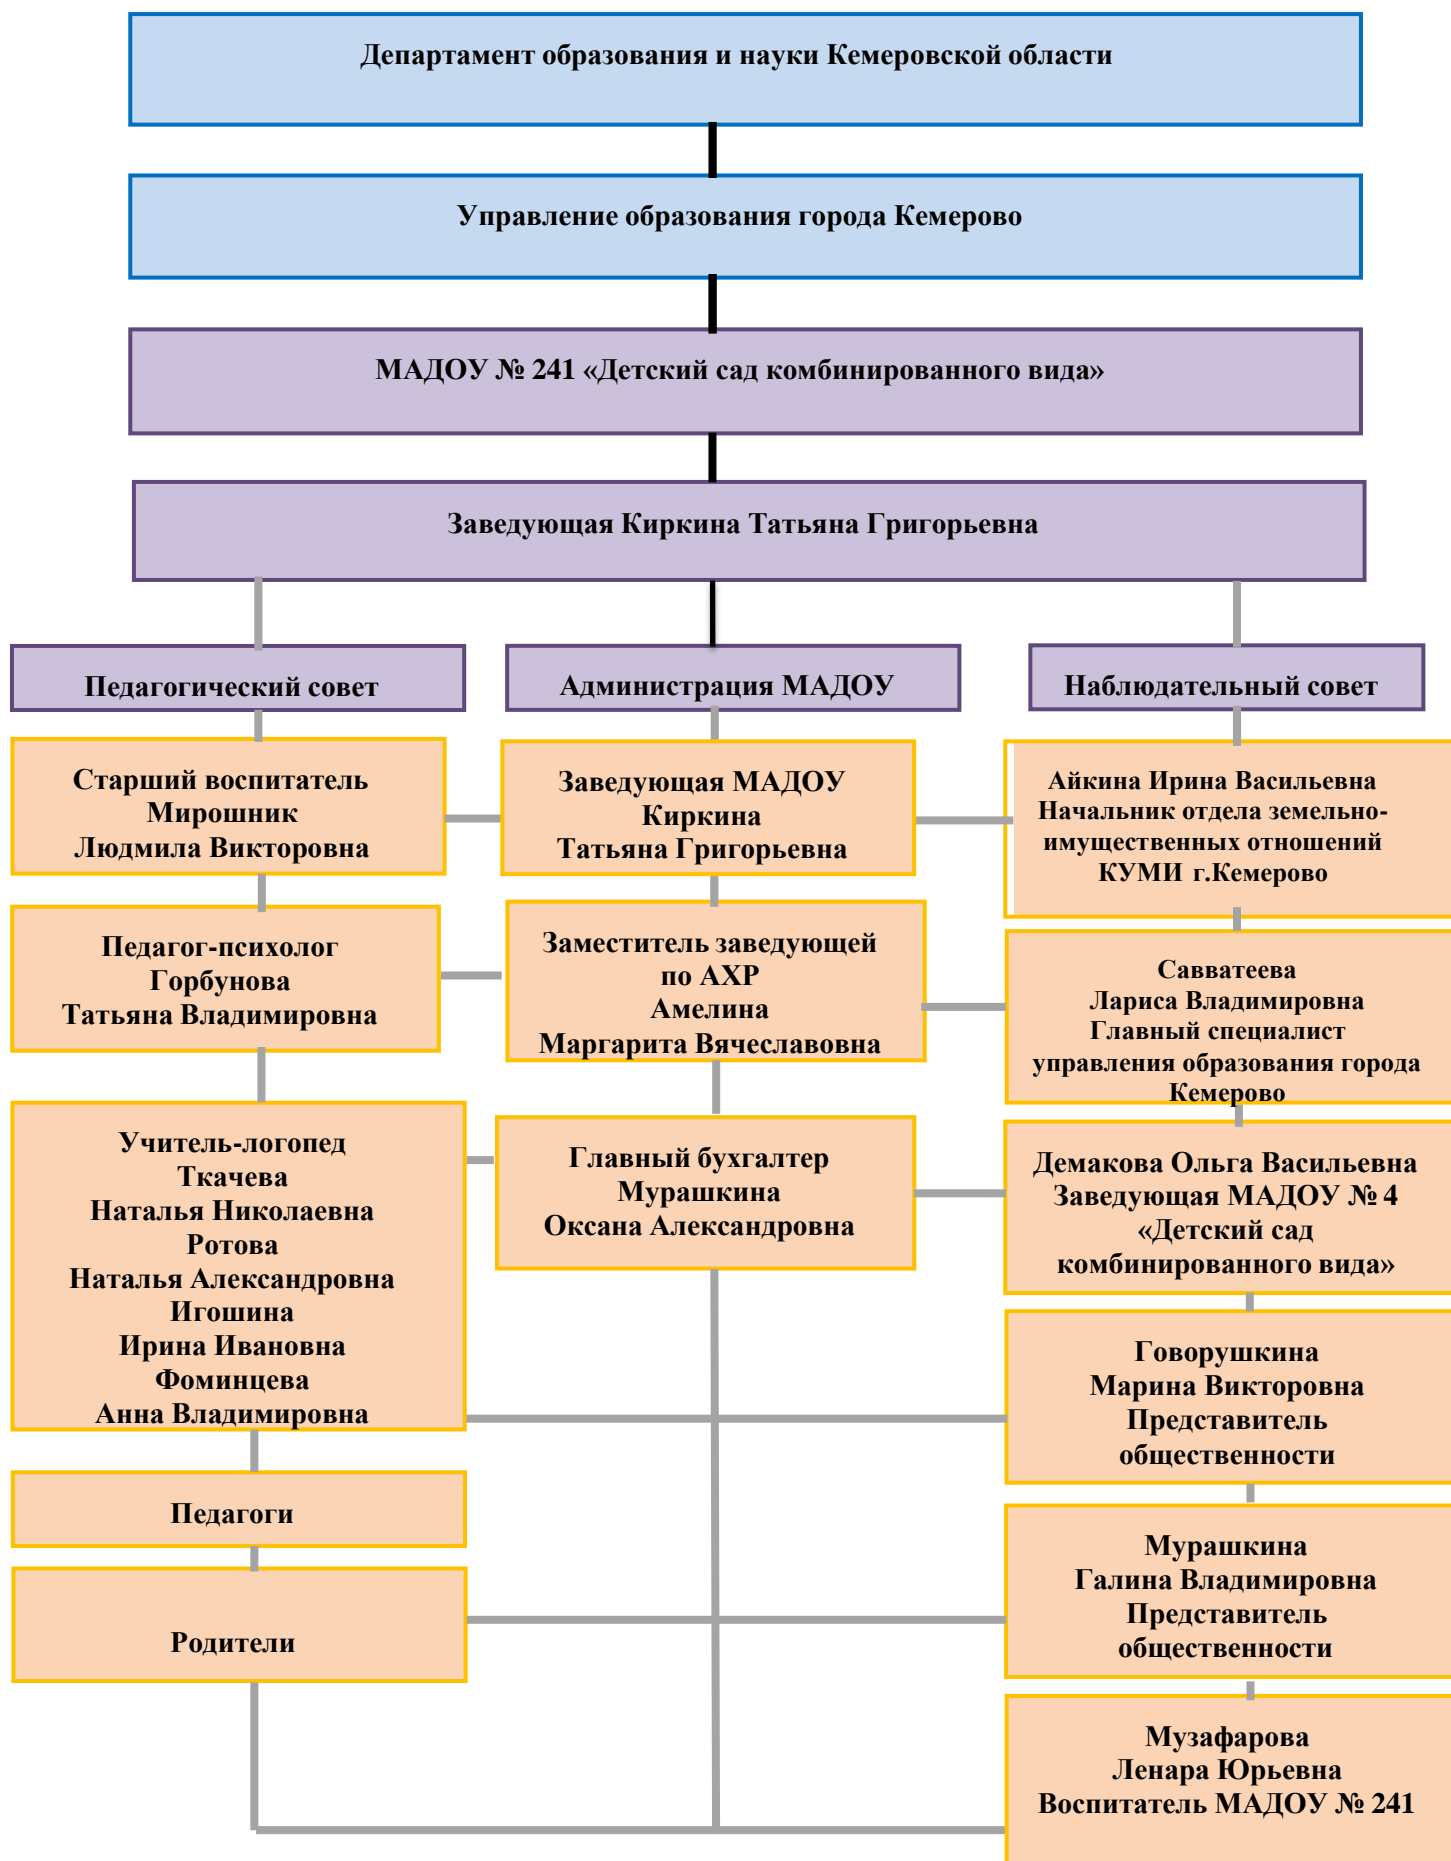 Департамент образования и науки Кемеровской области
Управление образования города Кемерово
МАДОУ № 241 «Детский сад комбинированного вида»
Заведующая Киркина Татьяна Григорьевна
Педагогический совет
Администрация МАДОУ
Наблюдательный совет
Старший воспитатель
Мирошник
Людмила Викторовна
Заведующая МАДОУ
Киркина
Татьяна Григорьевна
Айкина Ирина Васильевна
Начальник отдела земельно-
имущественных отношений
КУМИ г.Кемерово
Педагог-психолог
Горбунова
Татьяна Владимировна
Заместитель заведующей
по АХР
Амелина
Маргарита Вячеславовна
Савватеева
Лариса Владимировна
Главный специалист
управления образования города
Кемерово
Учитель-логопед
Ткачева
Наталья Николаевна
Ротова
Наталья Александровна
Игошина
Ирина Ивановна
Фоминцева
Анна Владимировна
Главный бухгалтер
Мурашкина
Оксана Александровна
Демакова Ольга Васильевна
Заведующая МАДОУ № 4
«Детский сад
комбинированного вида»
Говорушкина
Марина Викторовна
Представитель
общественности
Педагоги
Мурашкина
Галина Владимировна
Представитель
общественности
Родители
Музафарова
Ленара Юрьевна
Воспитатель МАДОУ № 241